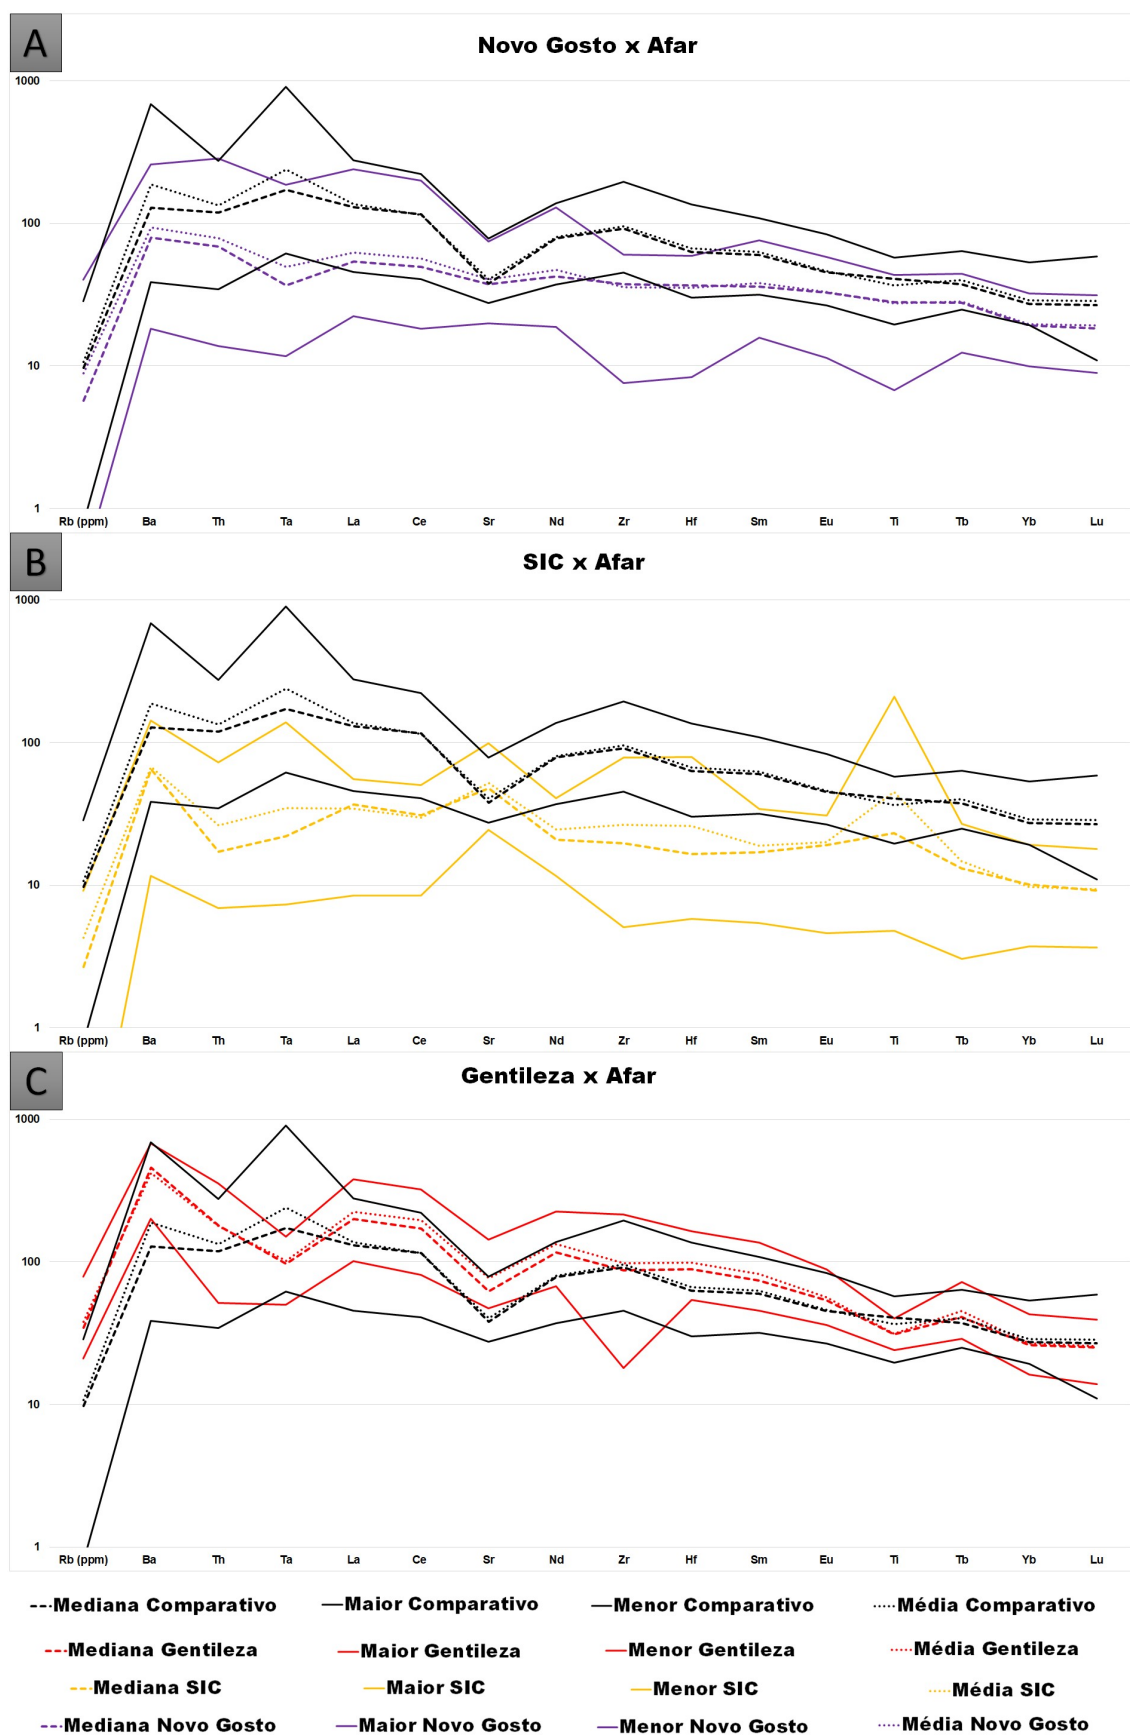 A
Novo Gosto x Afar
1000
100
10
1
Rb (ppm) Ba Th Ta La Ce Sr Nd Zr Hf Sm Eu Ti Tb Yb Lu
B
SIC x Afar
1000
100
10
1
Rb (ppm) Ba Th Ta La Ce Sr Nd Zr Hf Sm Eu Ti Tb Yb Lu
C
Gentileza x Afar
1000
100
10
1
Rb (ppm) Ba Th Ta La Ce Sr Nd Zr Hf Sm Eu Ti Tb Yb Lu
Mediana Comparativo Maior Comparativo Menor Comparativo Média Comparativo
Mediana Gentileza Maior Gentileza Menor Gentileza Média Gentileza
Mediana SIC Maior SIC Menor SIC Média SIC
Mediana Novo Gosto Maior Novo Gosto Menor Novo Gosto Média Novo Gosto